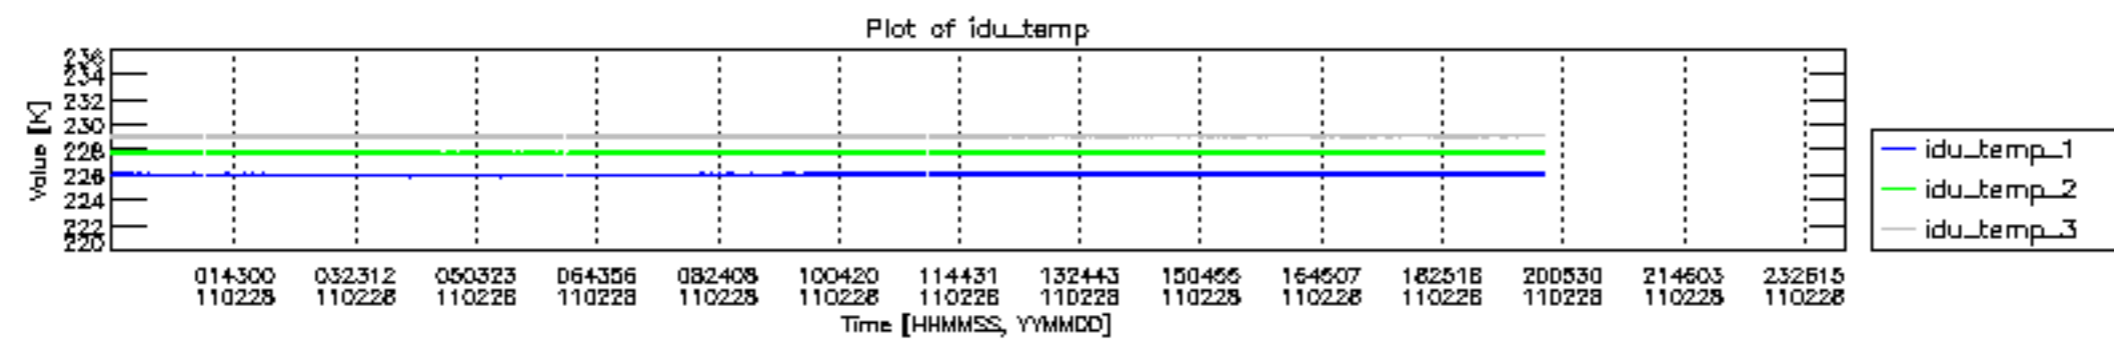 Plot of idu_temp
236
234
232
230
228
226
224
222
220
Value [K]
014300 032312 050323 064356 082408 100420 114431 132443 150455 164507 182518 200530 214603 232615
110228 110228 110228 110228 110228 110228 110228 110228 110228 110228 110228 110228 110228 110228
Time [HHMMSS, YYMMDD]
idu_temp_1
idu_temp_2
idu_temp_3